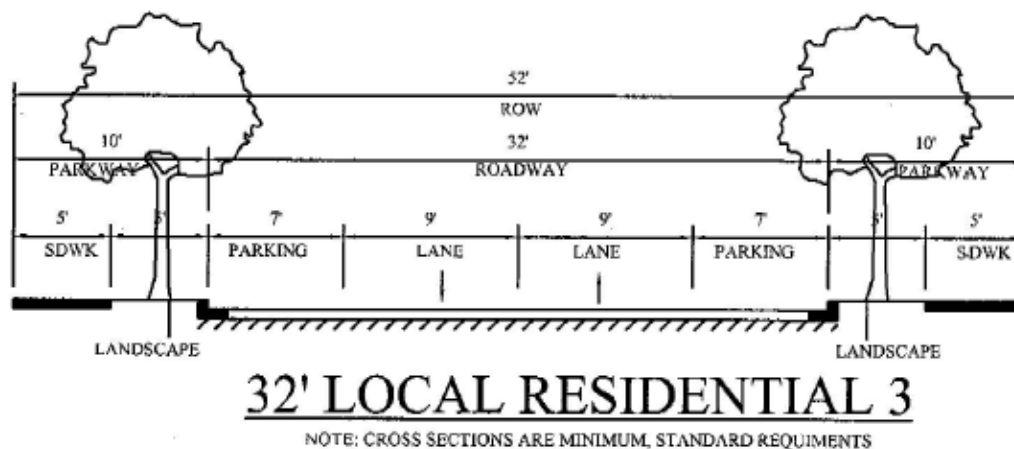 52'
ROW
10' 32' 10'
PARKWAY ROADWAY PARKWAY
5' 5' 7' 9' 9' 7' 5' 5'
SDWK PARKING LANE LANE PARKING SDWK
LANDSCAPE LANDSCAPE
32' LOCAL RESIDENTIAL 3
NOTE: CROSS SECTIONS ARE MINIMUM, STANDARD REQUIMENTS